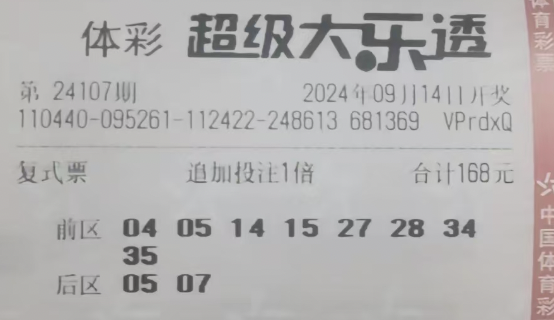 体彩 超级大乐透
第 24107期 2024年09月14日开奖
110440-095261-112422-248613 681369 VPrdxQ
复式票 追加投注1倍 合计168元
前区 04 05 14 15 27 28 34
35
后区 05 07
体育彩票
中国体育彩